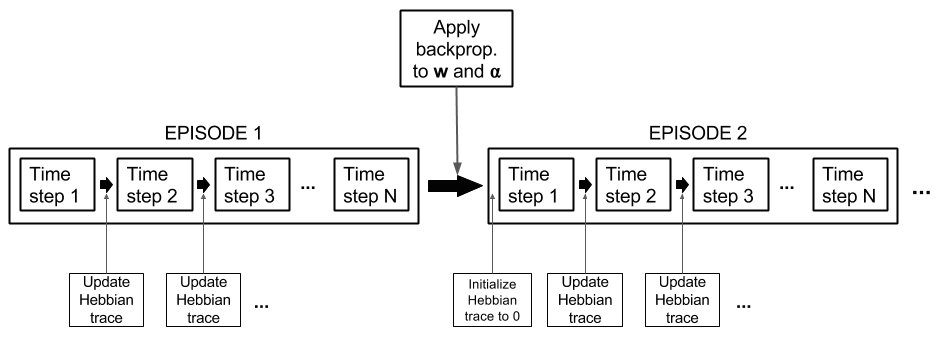 Apply
backprop.
to w and α
EPISODE 1
EPISODE 2
Time
step 1
Time
step 2
Time
step 3
...
Time
step N
Time
step 1
Time
step 2
Time
step 3
...
Time
step N
...
Update
Hebbian
trace
Update
Hebbian
trace
...
Initialize
Hebbian
trace to 0
Update
Hebbian
trace
Update
Hebbian
trace
...